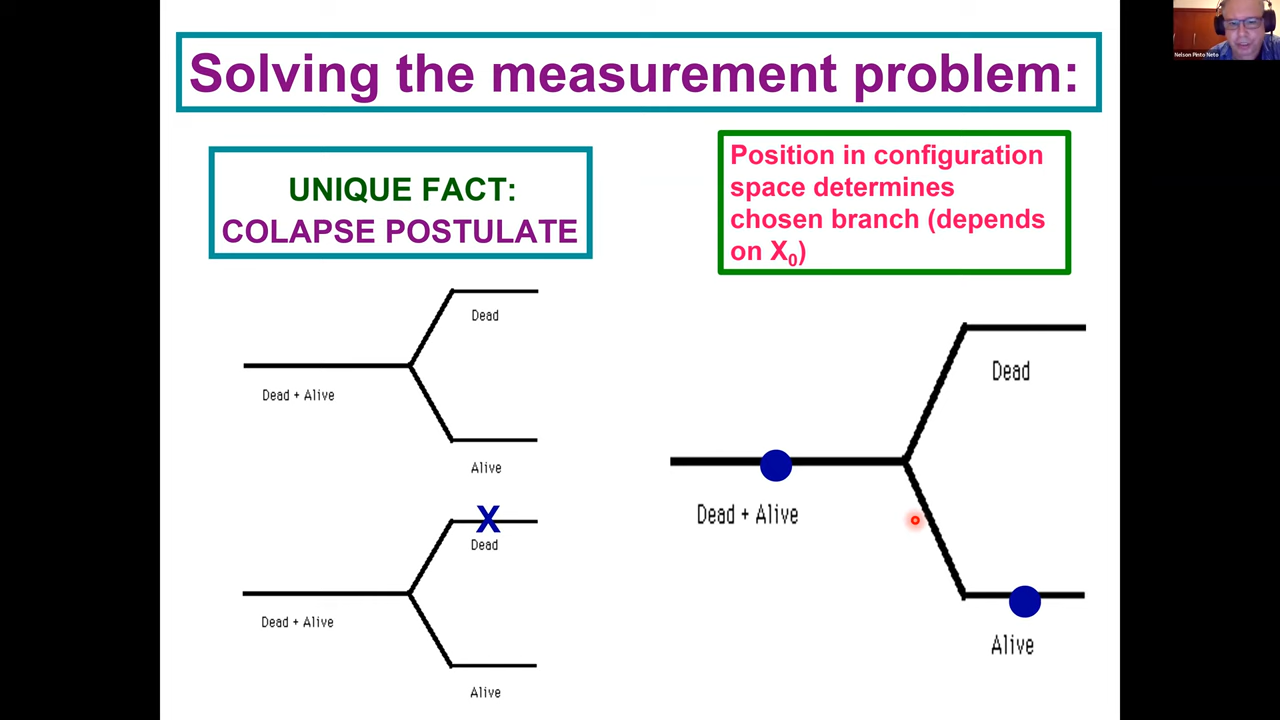 Solving the measurement problem:
UNIQUE FACT:
COLAPSE POSTULATE
Position in configuration
space determines
chosen branch (depends
on X₀)
Dead
Dead + Alive
Alive
X
Dead
Dead + Alive
Alive
Dead
Dead + Alive
Alive
Nelson Pinto Neto